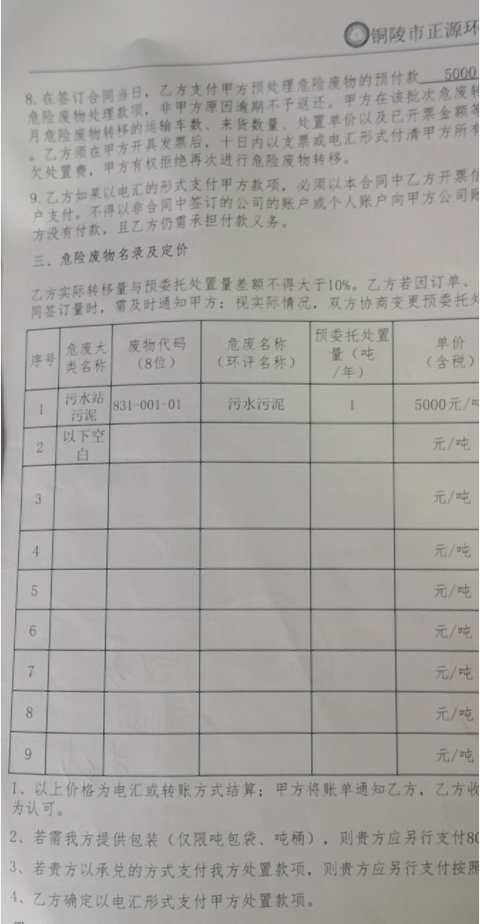 铜陵市正源环
8. 在签订合同当日，乙方支付甲方预处理危险废物的预付款 5000
危险废物处理款项，非甲方原因逾期不予返还。甲方在该批次危废转
月危险废物转移的运输车数、来货数量、处置单价以及已开票金额等
。乙方须在甲方开具发票后，十日内以支票或电汇形式付清甲方所有
欠处置费，甲方有权拒绝再次进行危险废物转移。
9. 乙方如果以电汇的形式支付甲方款项，必须以本合同中乙方开票信
户支付。不得以非合同中签订的公司的账户或个人账户向甲方公司账
方没有付款，且乙方仍需承担付款义务。
三、危险废物名录及定价
乙方实际转移量与预委托处置量差额不得大于10%。乙方若因订单、
同签订量时，需及时通知甲方；视实际情况，双方协商变更预委托处
序号 危废大类名称 废物代码（8位） 危废名称（环评名称） 预委托处置量（吨/年） 单价（含税）
1 污水站污泥 831-001-01 污水污泥 1 5000元/吨
2 以下空白 元/吨
3 元/吨
4 元/吨
5 元/吨
6 元/吨
7 元/吨
8 元/吨
9 元/吨
1、以上价格为电汇或转账方式结算；甲方将账单通知乙方，乙方收
为认可。
2、若需我方提供包装（仅限吨包袋、吨桶），则贵方应另行支付80
3、若贵方以承兑的方式支付我方处置款项，则贵方应另行支付按照
4、乙方确定以电汇形式支付甲方处置款项。